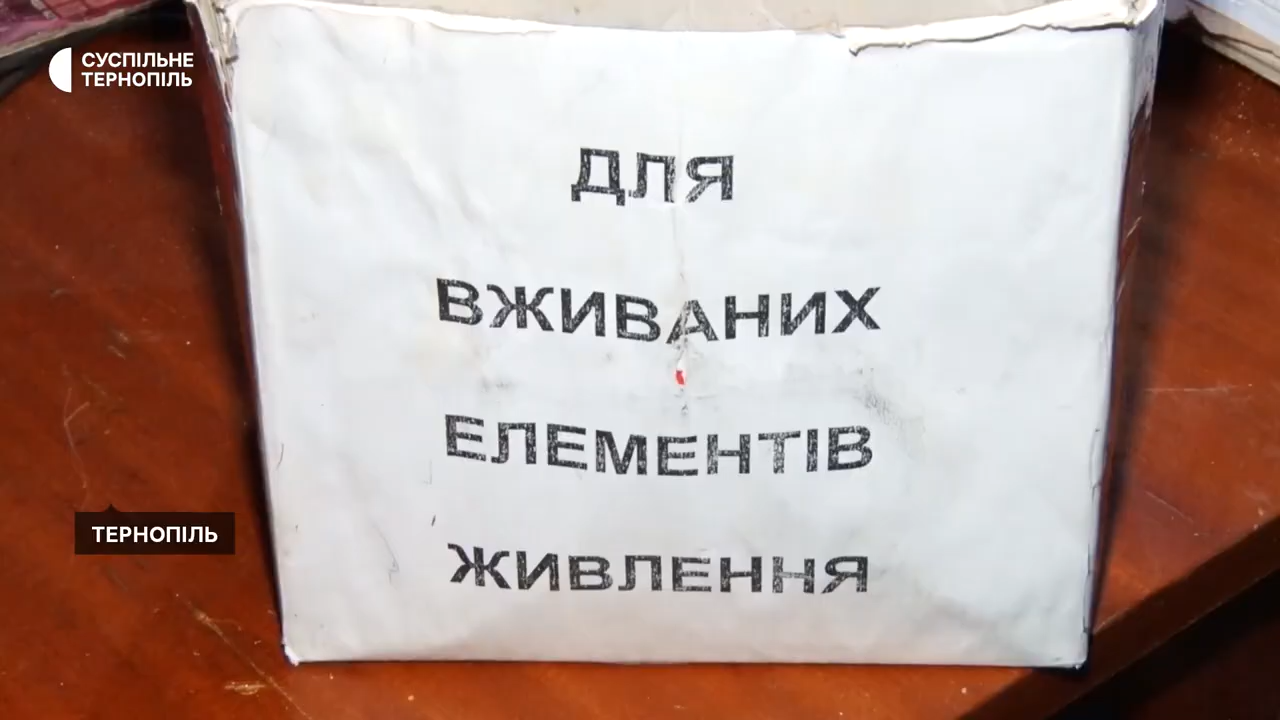 СУСПІЛЬНЕ
ТЕРНОПІЛЬ
ДЛЯ
ВЖИВАНИХ
ЕЛЕМЕНТІВ
ЖИВЛЕННЯ
ТЕРНОПІЛЬ